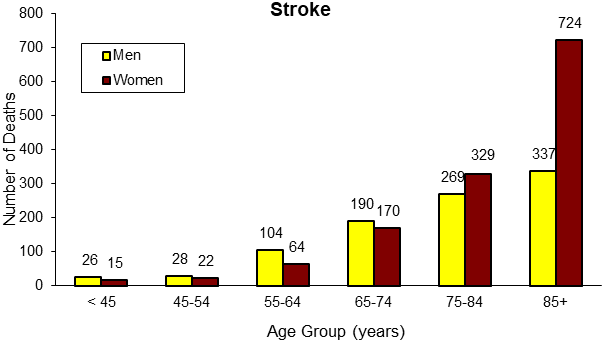 Stroke
800
700
600
500
400
300
200
100
0
Number of Deaths
Men
Women
26 15 28 22 104 64 190 170 269 329 337 724
< 45 45-54 55-64 65-74 75-84 85+
Age Group (years)